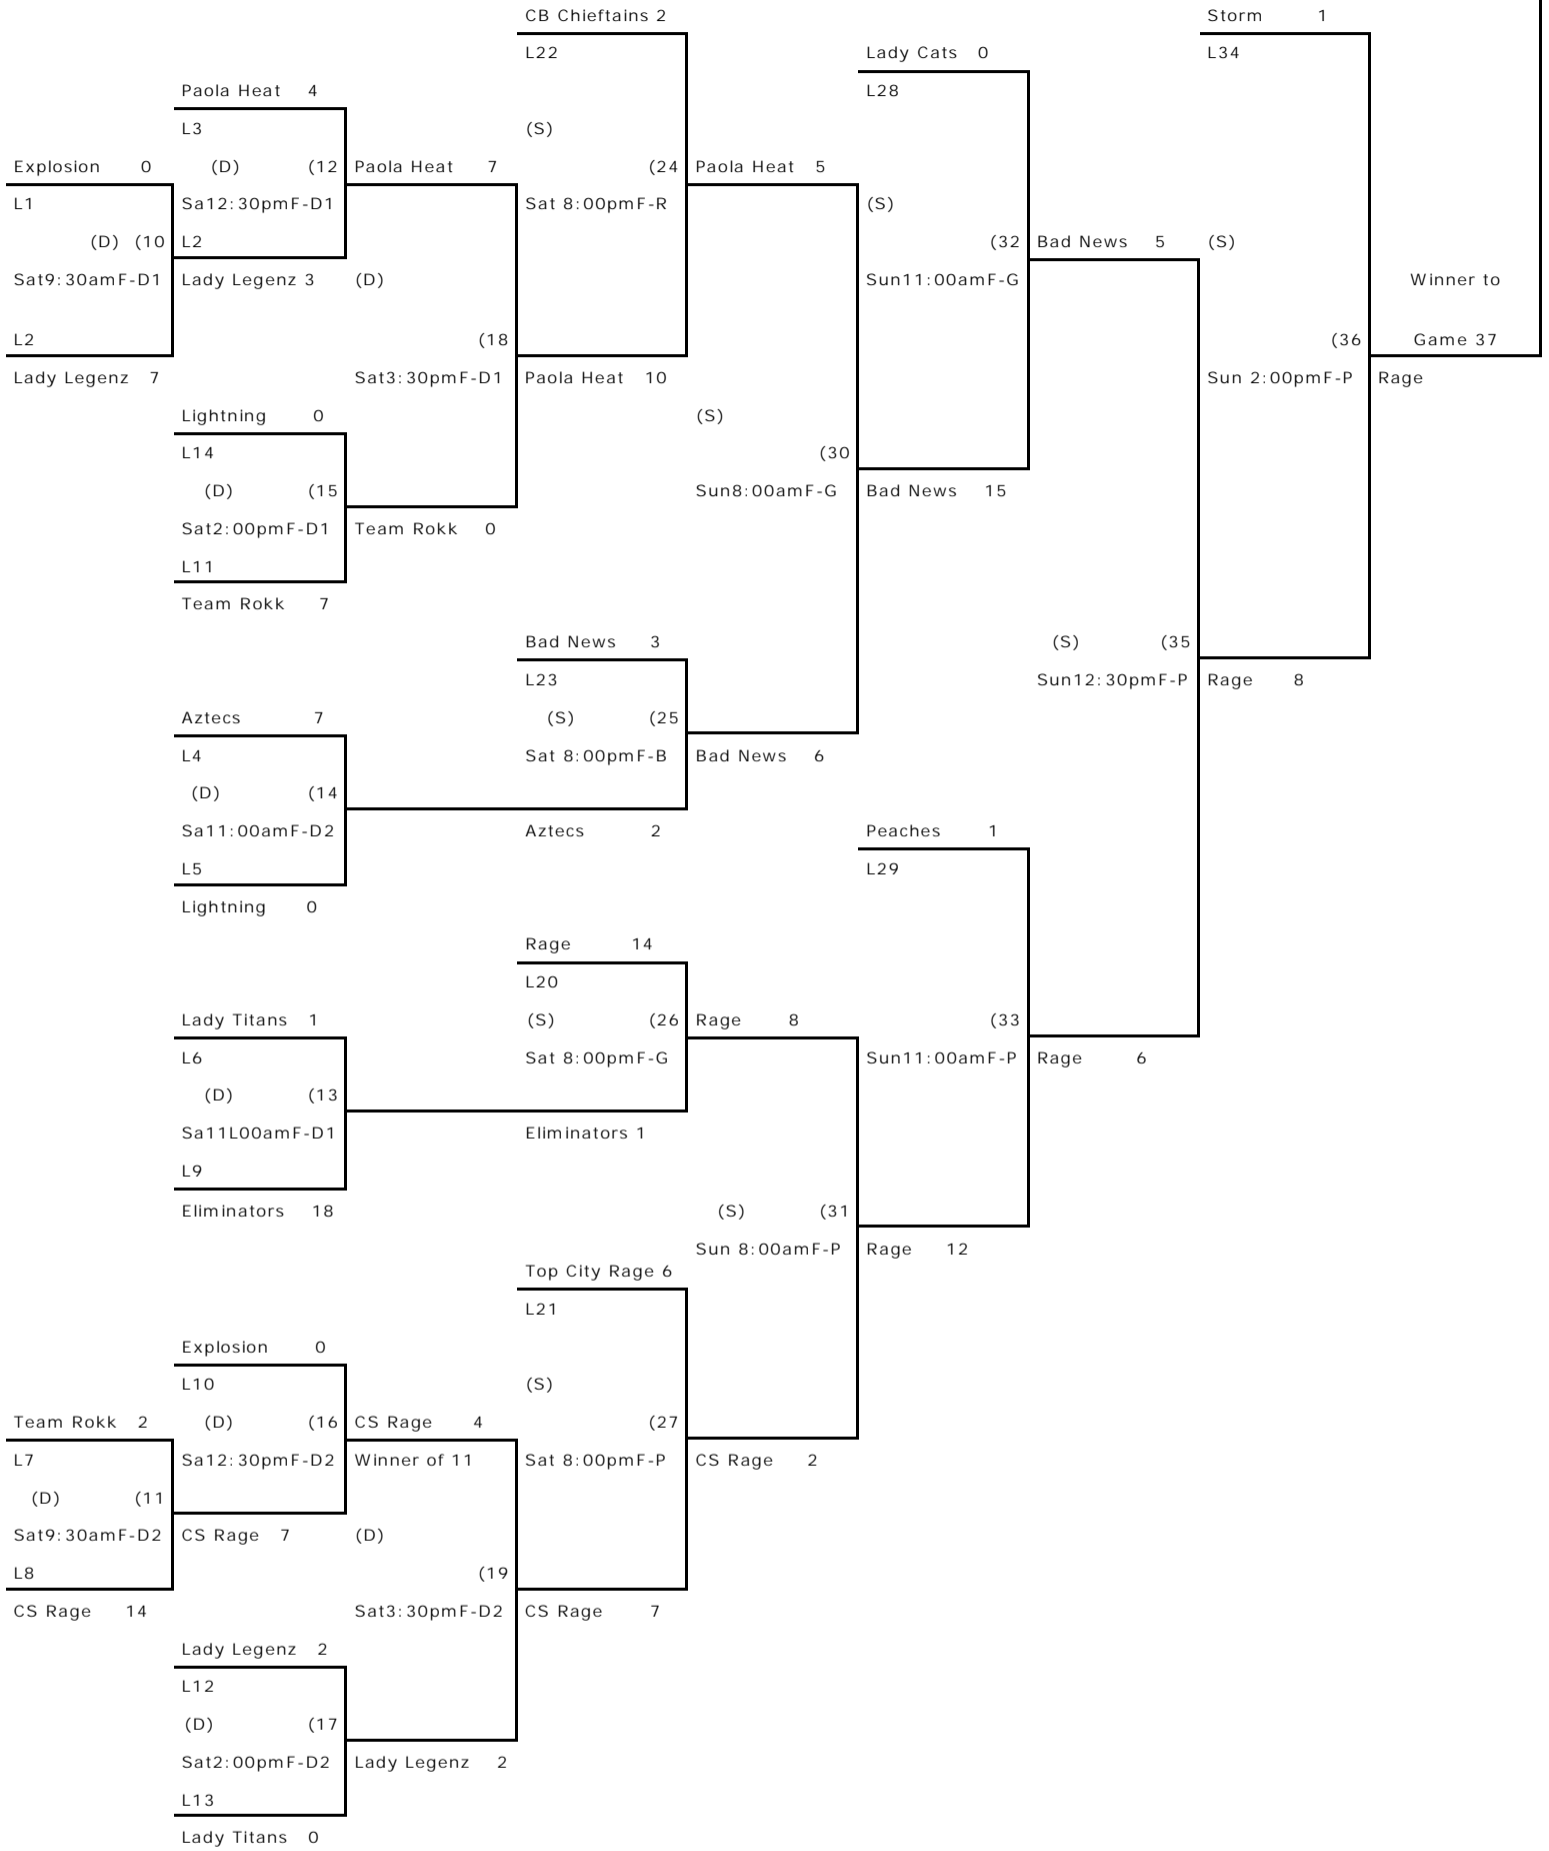 CB Chieftains 2
Storm 1
L22
Lady Cats 0
L34
Paola Heat 4
L28
L3
(S)
Explosion 0
(D) (12
Paola Heat 7
(24
Paola Heat 5
L1
Sa12:30pmF-D1
Sat 8:00pmF-R
(S)
(D) (10
L2
(32
Bad News 5
(S)
Sat9:30amF-D1
Lady Legenz 3
(D)
Sun11:00amF-G
Winner to
L2
(18
(36
Game 37
Lady Legenz 7
Sat3:30pmF-D1
Paola Heat 10
Sun 2:00pmF-P
Rage
Lightning 0
(S)
L14
(30
(D) (15
Sun8:00amF-G
Bad News 15
Sat2:00pmF-D1
Team Rokk 0
L11
Team Rokk 7
Bad News 3
(S) (35
L23
Sun12:30pmF-P
Rage 8
Aztecs 7
(S) (25
L4
Sat 8:00pmF-B
Bad News 6
(D) (14
Sa11:00amF-D2
Aztecs 2
Peaches 1
L5
L29
Lightning 0
Rage 14
L20
Lady Titans 1
(S) (26
Rage 8
(33
L6
Sat 8:00pmF-G
Sun11:00amF-P
Rage 6
(D) (13
Sa11L00amF-D1
Eliminators 1
L9
Eliminators 18
(S) (31
Sun 8:00amF-P
Rage 12
Top City Rage 6
L21
Explosion 0
L10
(S)
Team Rokk 2
(D) (16
CS Rage 4
(27
L7
Sa12:30pmF-D2
Winner of 11
Sat 8:00pmF-P
CS Rage 2
(D) (11
Sat9:30amF-D2
CS Rage 7
(D)
L8
(19
CS Rage 14
Sat3:30pmF-D2
CS Rage 7
Lady Legenz 2
L12
(D) (17
Sat2:00pmF-D2
Lady Legenz 2
L13
Lady Titans 0